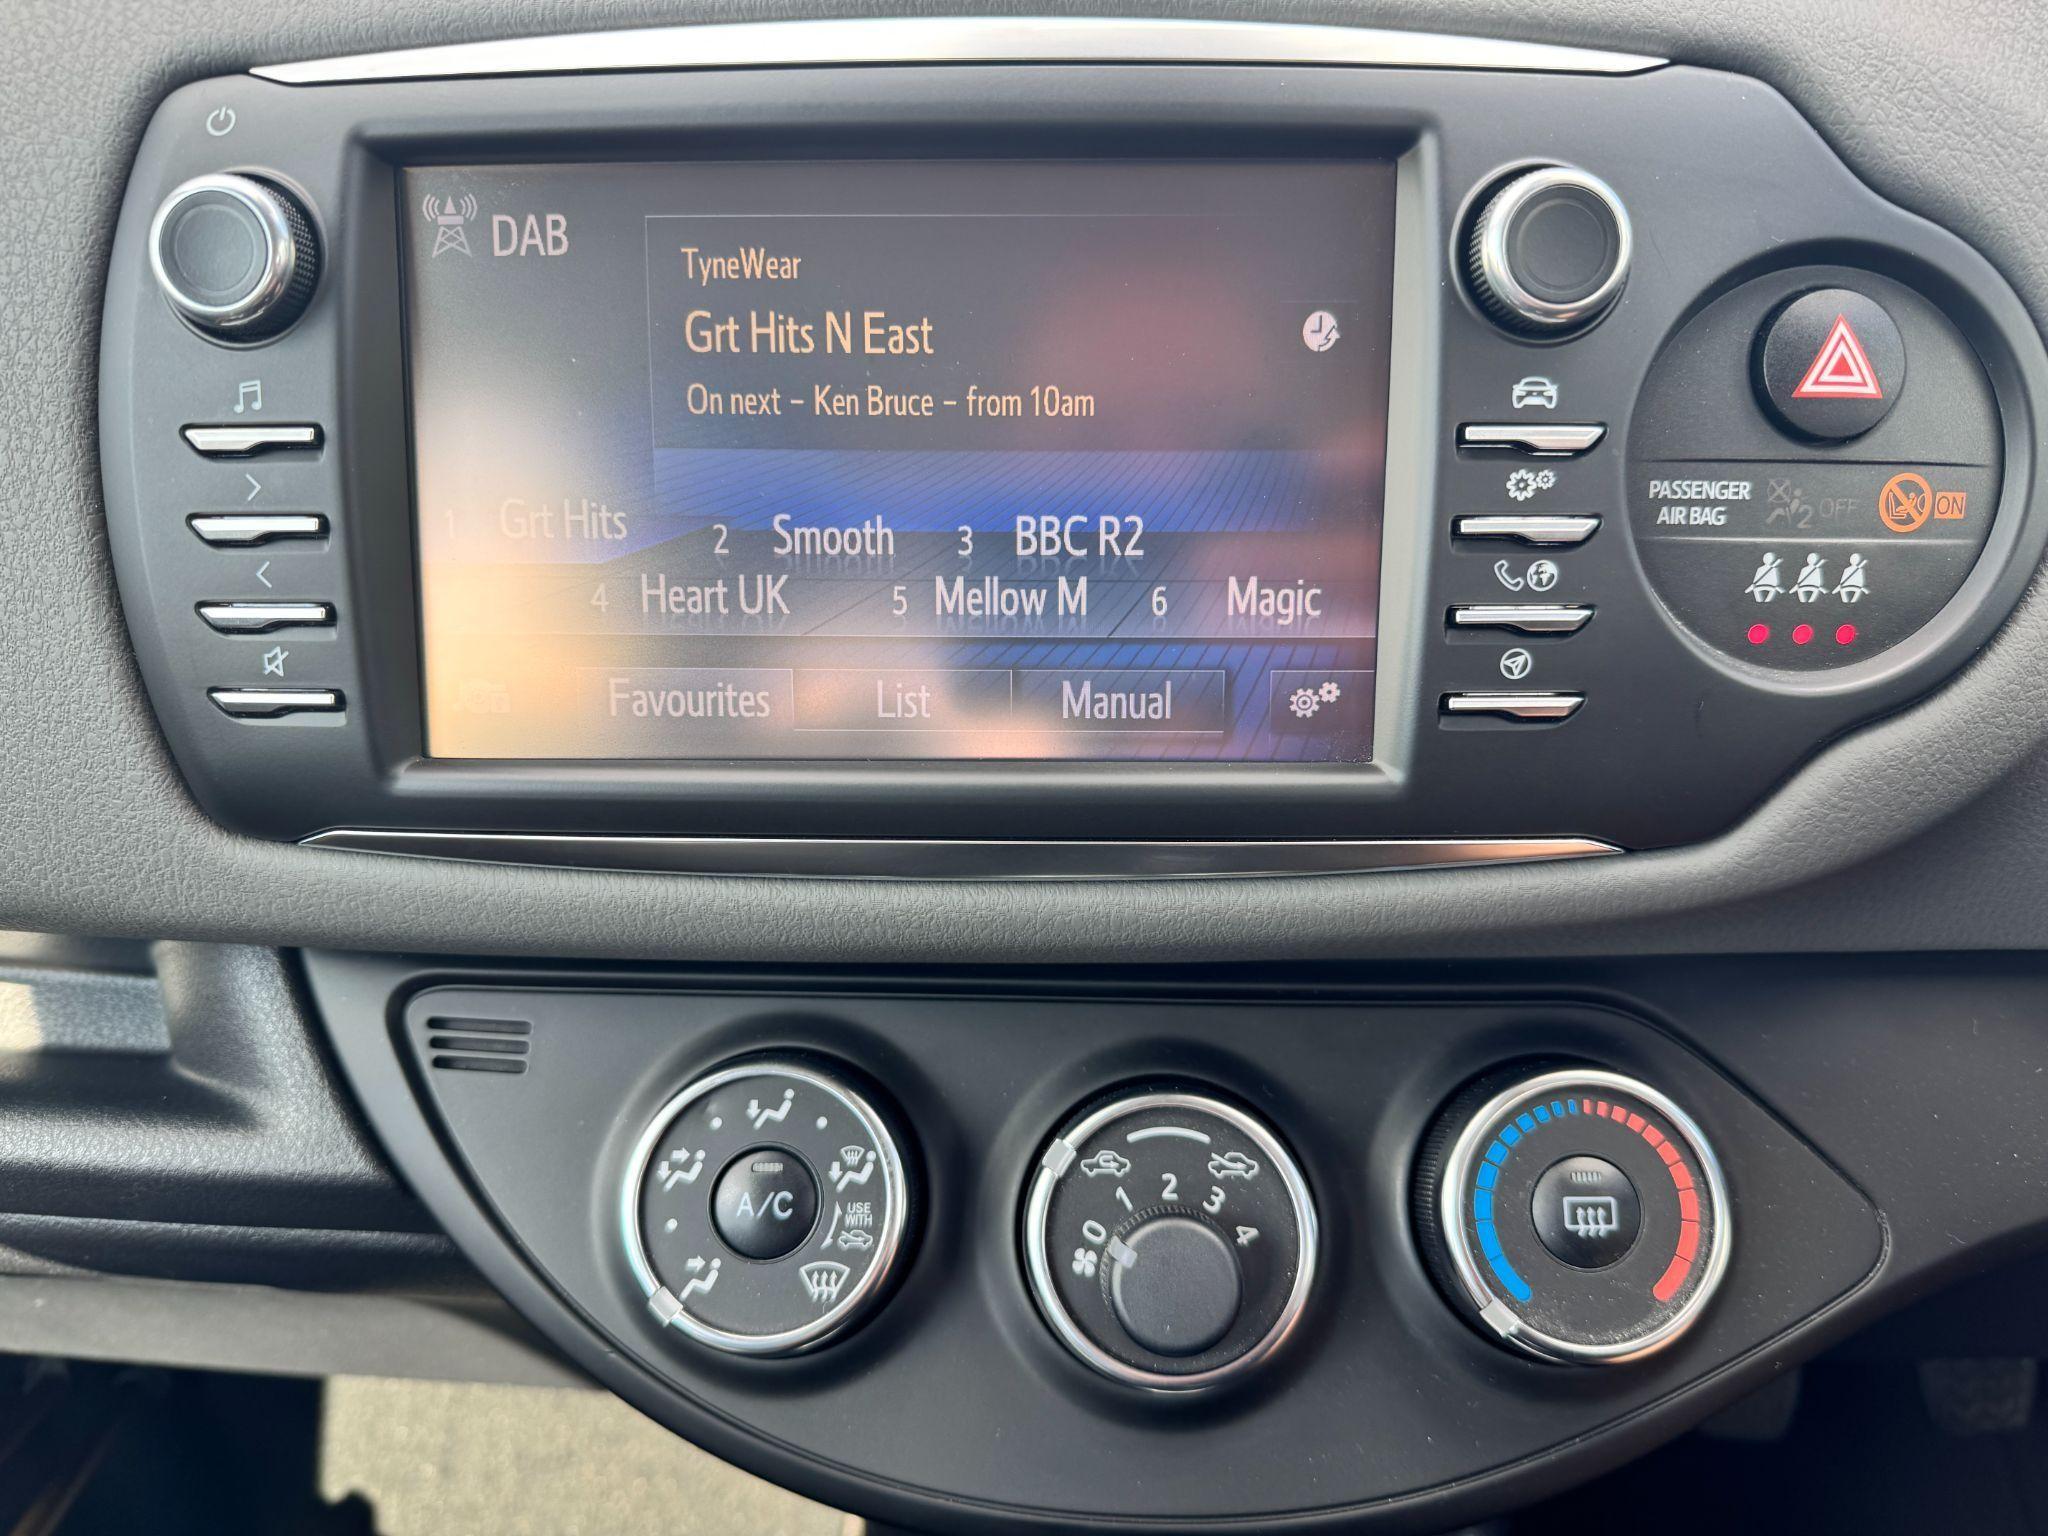 DAB
TyneWear
Grt Hits N East
On next - Ken Bruce - from 10am
1 Grt Hits 2 Smooth 3 BBC R2
4 Heart UK 5 Mellow M 6 Magic
Favourites List Manual
PASSENGER
AIR BAG
2 OFF
ON
A/C
USE
WITH
0 1 2 3 4